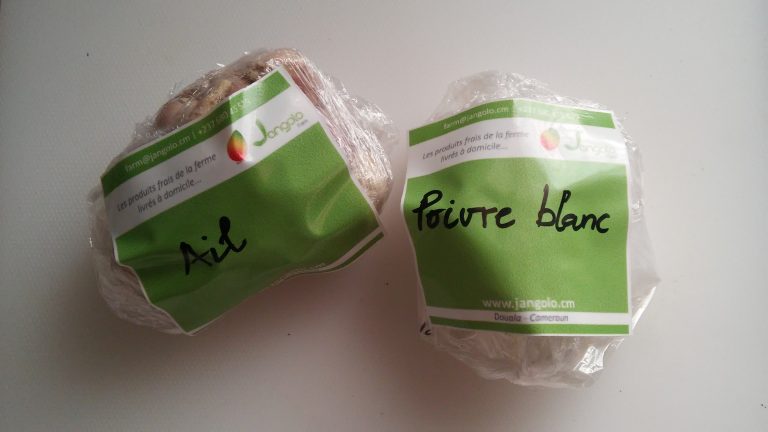 farm@jangolo.cm
Jangolo
Les produits frais de la ferme
livrés à domicile...
Ail
farm@jangolo.cm
Jangolo
Les produits frais de la ferme
livrés à domicile...
Poivre blanc
www.jangolo.cm
Douala - Cameroun